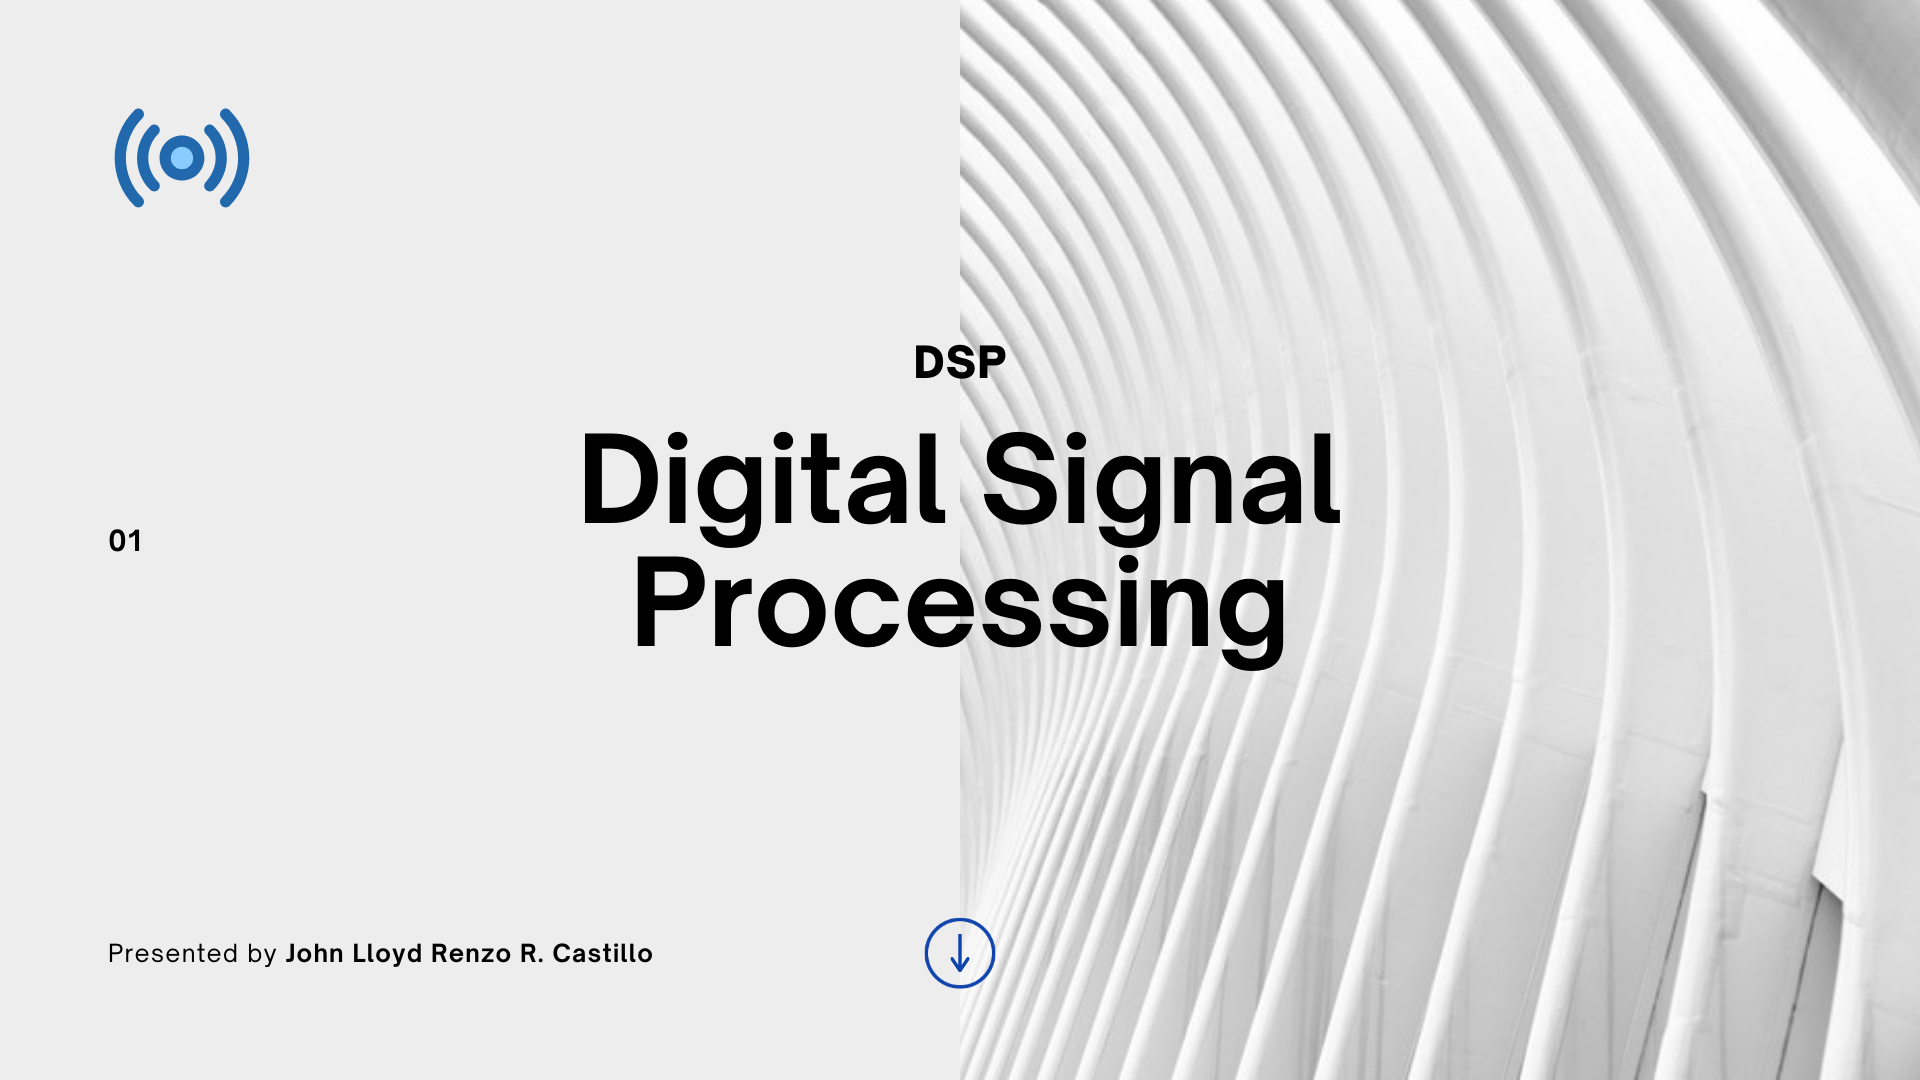 DSP
Digital Signal
Processing
01
Presented by John Lloyd Renzo R. Castillo